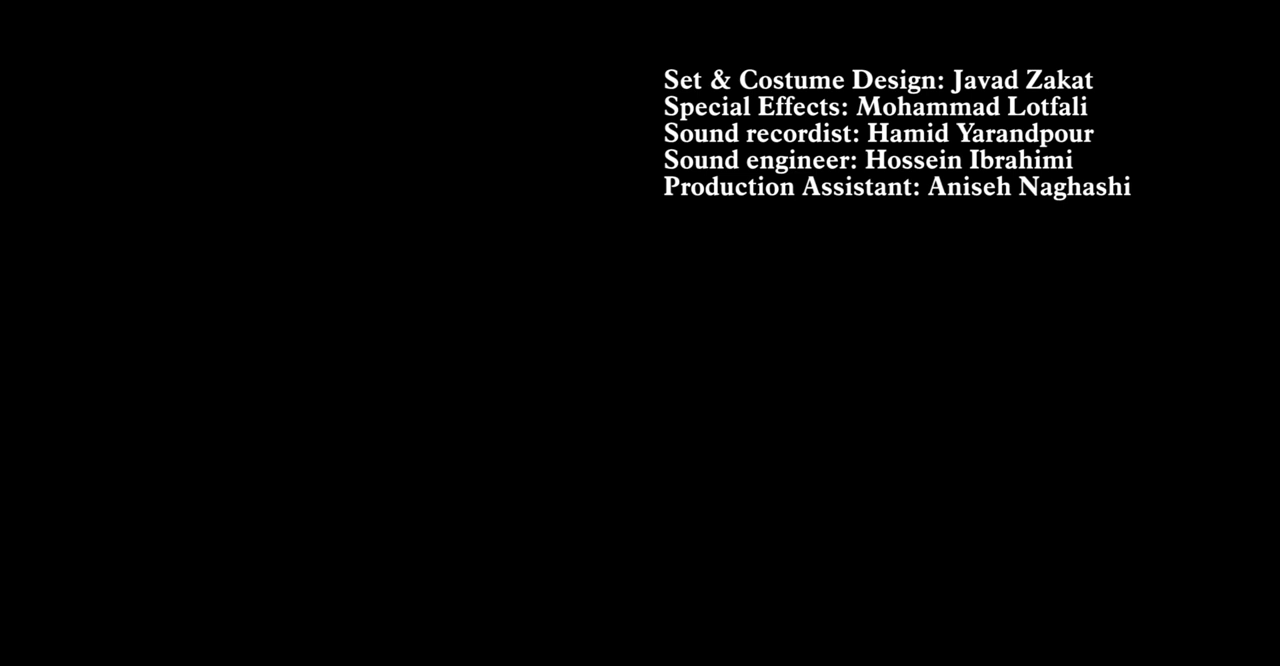 Set & Costume Design: Javad Zakat
Special Effects: Mohammad Lotfali
Sound recordist: Hamid Yarandpour
Sound engineer: Hossein Ibrahimi
Production Assistant: Aniseh Naghashi